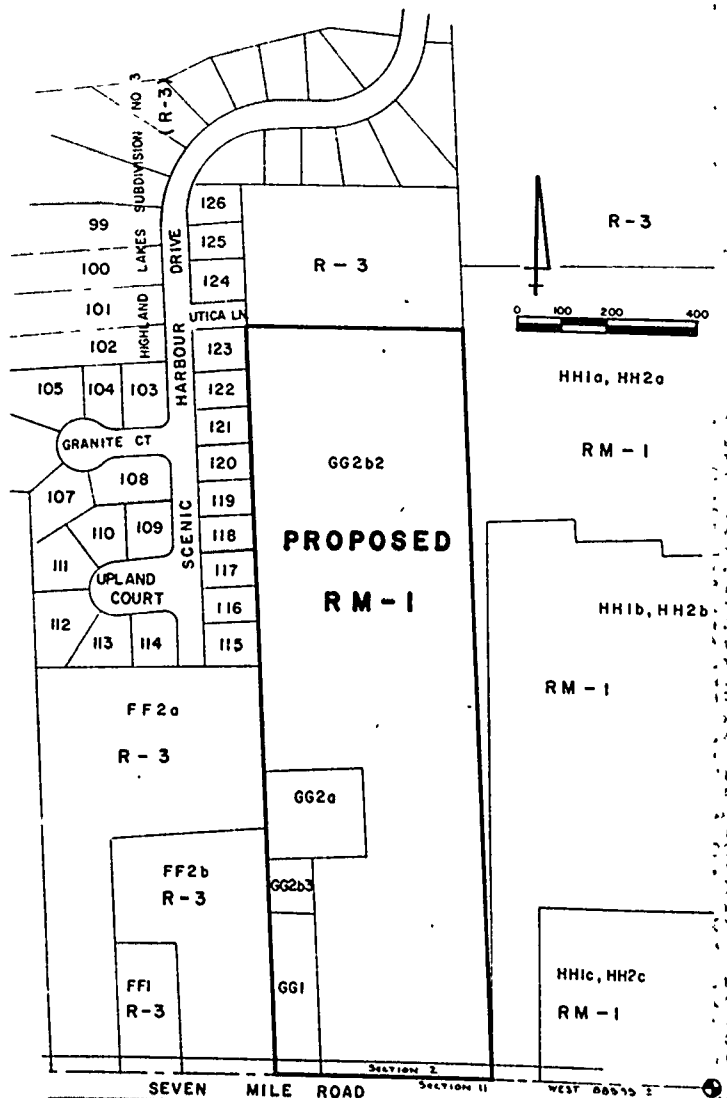 HIGHLAND LAKES SUBDIVISION NO 3
(R-3)
SCENIC HARBOUR DRIVE
99
100
101
102
105
104
103
GRANITE CT
107
108
110
109
111
UPLAND
COURT
112
113
114
126
125
124
UTICA LN
123
122
121
120
119
118
117
116
115
R-3
R-3
0 100 200 400
HH1a, HH2a
RM-1
GG2b2
PROPOSED
RM-1
HH1b, HH2b
RM-1
FF2a
R-3
GG2a
FF2b
R-3
GG2b3
FF1
R-3
GG1
HH1c, HH2c
RM-1
SECTION 2
SEVEN MILE ROAD
SECTION 11
WEST